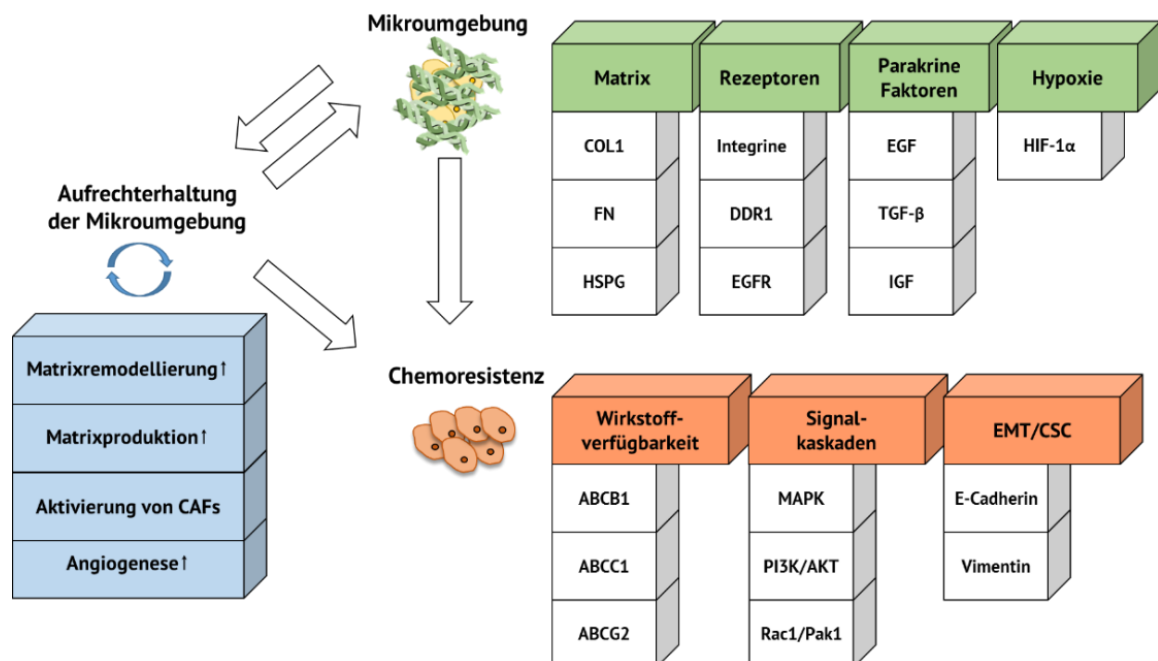 Mikroumgebung
Matrix
Rezeptoren
Parakrine
Faktoren
Hypoxie
COL1
Integrine
EGF
HIF-1α
FN
DDR1
TGF-β
HSPG
EGFR
IGF
Aufrechterhaltung
der Mikroumgebung
Matrixremodellierung↑
Matrixproduktion↑
Aktivierung von CAFs
Angiogenese↑
Chemoresistenz
Wirkstoff-
verfügbarkeit
Signal-
kaskaden
EMT/CSC
ABCB1
MAPK
E-Cadherin
ABCC1
PI3K/AKT
Vimentin
ABCG2
Rac1/Pak1